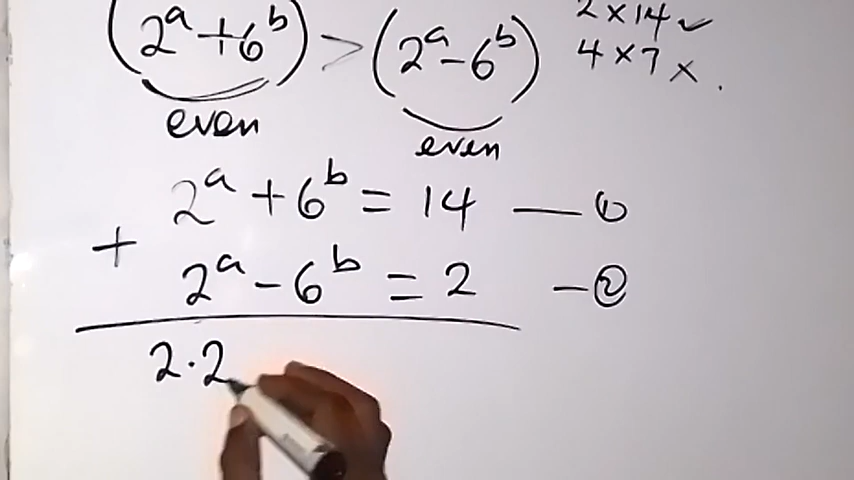 (2^a + 6^b) > (2^a - 6^b) 2 × 14 ✓
4 × 7 ×.
even even
2^a + 6^b = 14 — ①
+
2^a - 6^b = 2 - ②
2 · 2